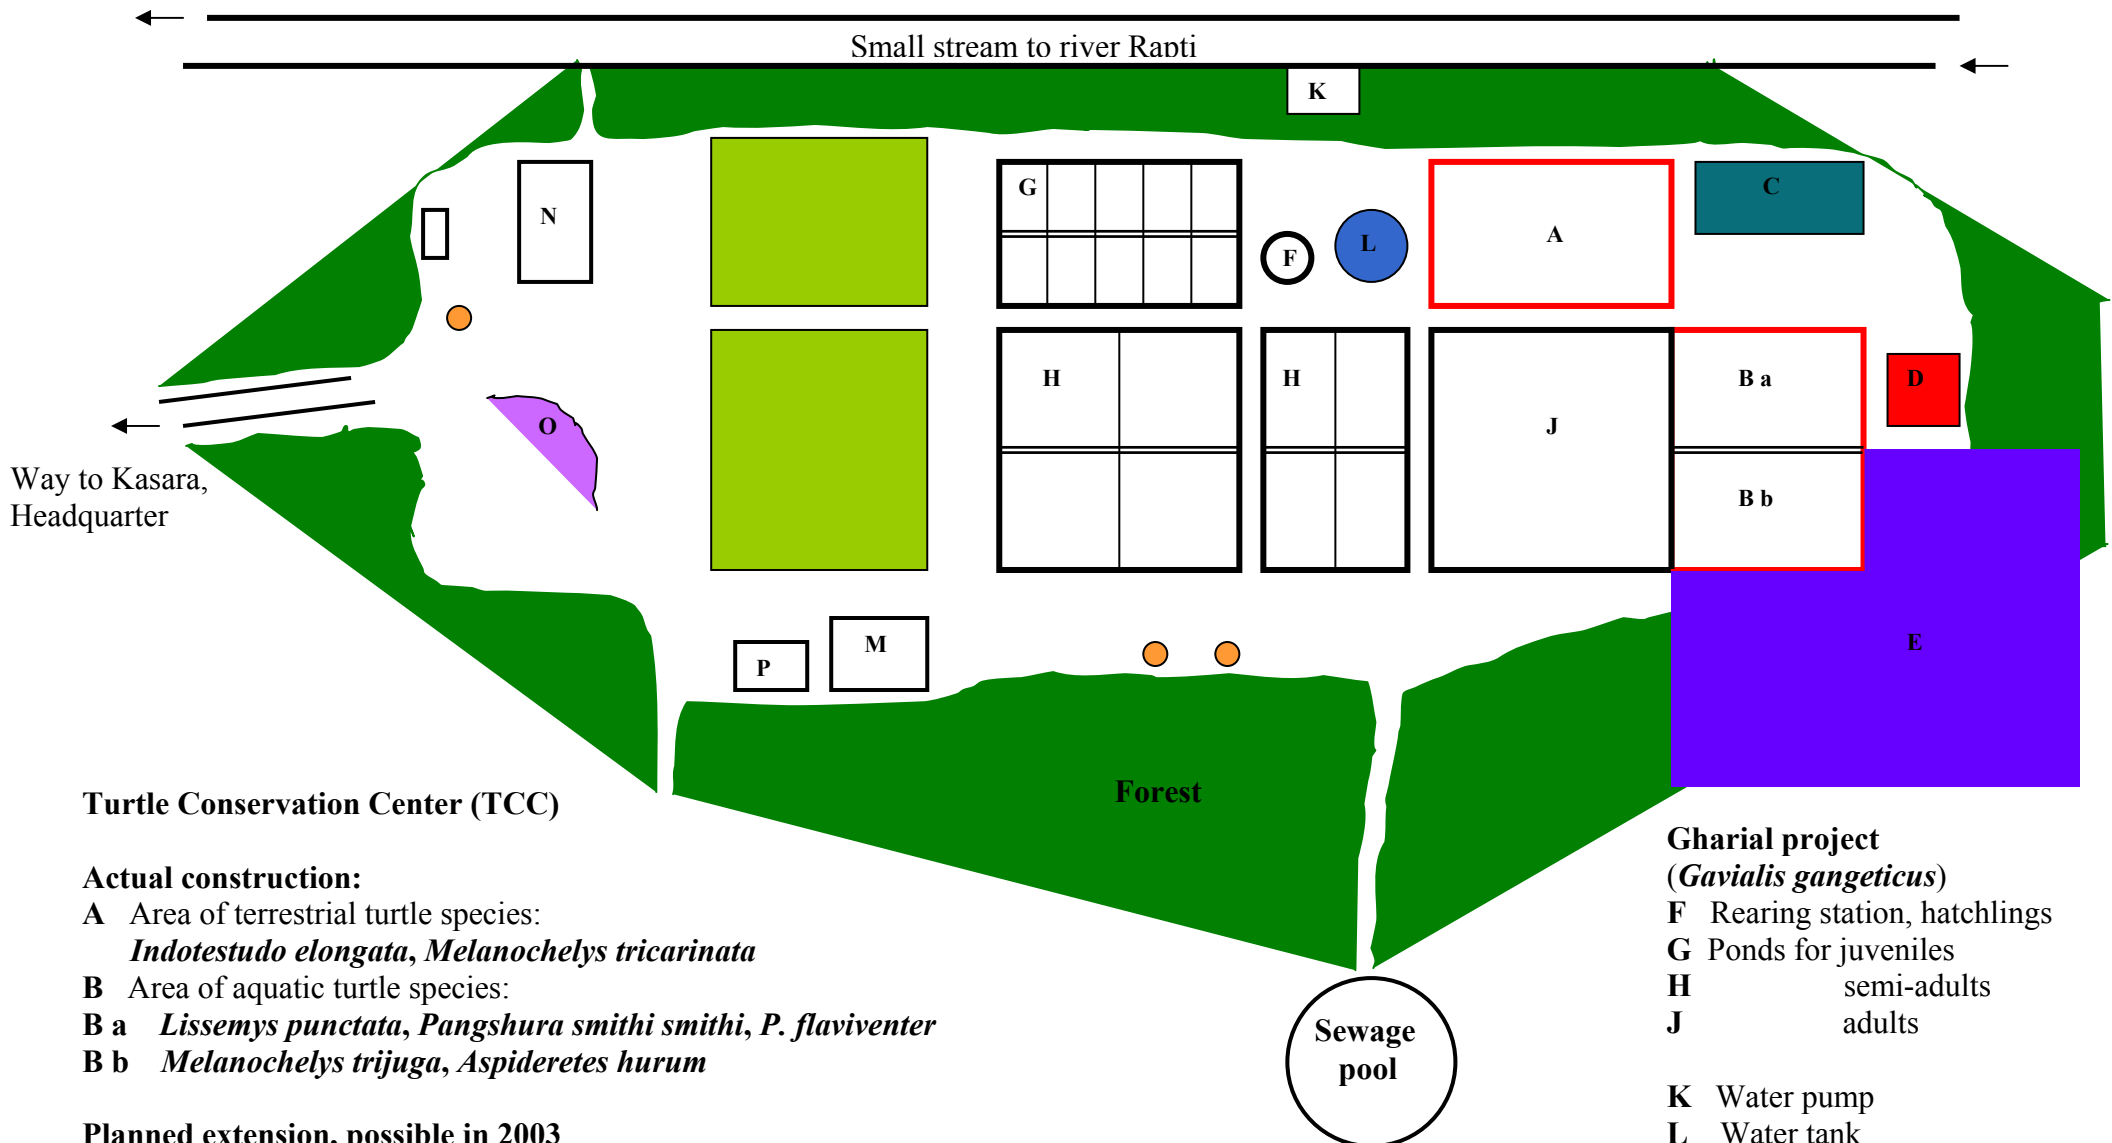 Small stream to river Rapti
K
G
N
C
A
L
F
H
H
B a
D
O
J
Way to Kasara,
Headquarter
B b
P
M
E
Forest
Turtle Conservation Center (TCC)
Actual construction:
A Area of terrestrial turtle species:
Indotestudo elongata, Melanochelys tricarinata
B Area of aquatic turtle species:
B a Lissemys punctata, Pangshura smithi smithi, P. flaviventer
B b Melanochelys trijuga, Aspideretes hurum
Planned extension, possible in 2003
Sewage
pool
Gharial project
(Gavialis gangeticus)
F Rearing station, hatchlings
G Ponds for juveniles
H semi-adults
J adults
K Water pump
L Water tank